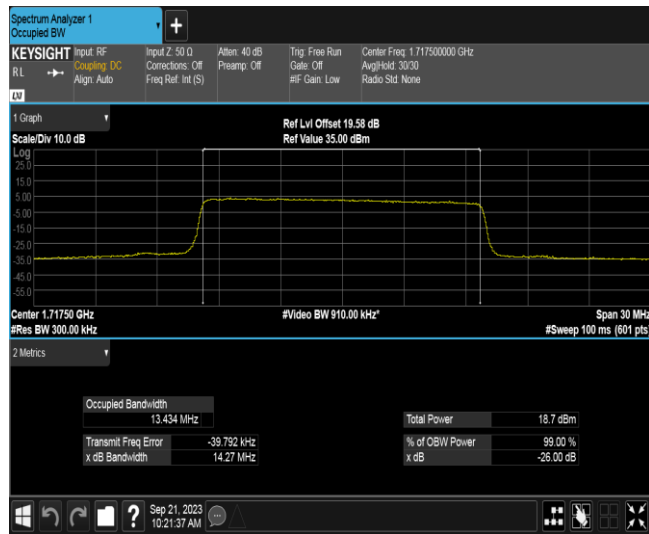 Spectrum Analyzer 1
Occupied BW
+
KEYSIGHT Input: RF Input Z: 50 Ω Atten: 40 dB Trig: Free Run Center Freq: 1.717500000 GHz
RL Coupling: DC Corrections: Off Preamp: Off Gate: Off Avg|Hold: 30/30
Align: Auto Freq Ref: Int (S) #IF Gain: Low Radio Std: None
LXI
1 Graph Ref Lvl Offset 19.58 dB
Scale/Div 10.0 dB Ref Value 35.00 dBm
Log
25.0
15.0
5.00
-5.00
-15.0
-25.0
-35.0
-45.0
-55.0
Center 1.71750 GHz #Video BW 910.00 kHz* Span 30 MHz
#Res BW 300.00 kHz #Sweep 100 ms (601 pts)
2 Metrics
Occupied Bandwidth
13.434 MHz Total Power 18.7 dBm
Transmit Freq Error -39.792 kHz % of OBW Power 99.00 %
x dB Bandwidth 14.27 MHz x dB -26.00 dB
? Sep 21, 2023
10:21:37 AM